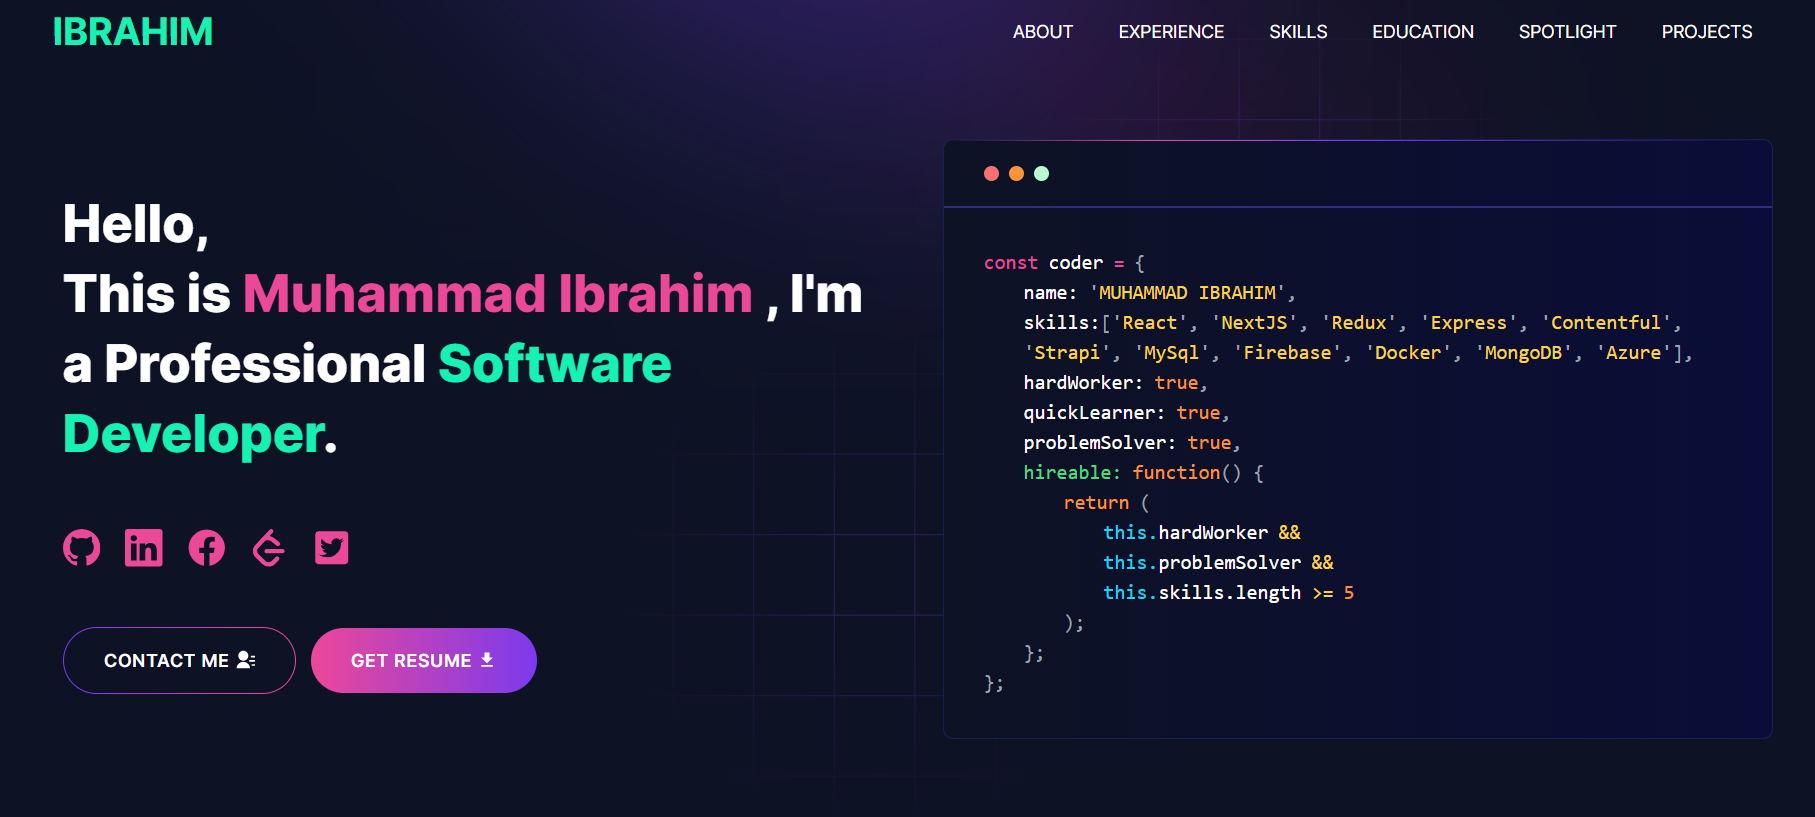 IBRAHIM
ABOUT EXPERIENCE SKILLS EDUCATION SPOTLIGHT PROJECTS
Hello,
This is Muhammad Ibrahim , I'm
a Professional Software
Developer.
CONTACT ME
GET RESUME
const coder = {
name: 'MUHAMMAD IBRAHIM',
skills:['React', 'NextJS', 'Redux', 'Express', 'Contentful',
'Strapi', 'MySql', 'Firebase', 'Docker', 'MongoDB', 'Azure'],
hardWorker: true,
quickLearner: true,
problemSolver: true,
hireable: function() {
return (
this.hardWorker &&
this.problemSolver &&
this.skills.length >= 5
);
};
};